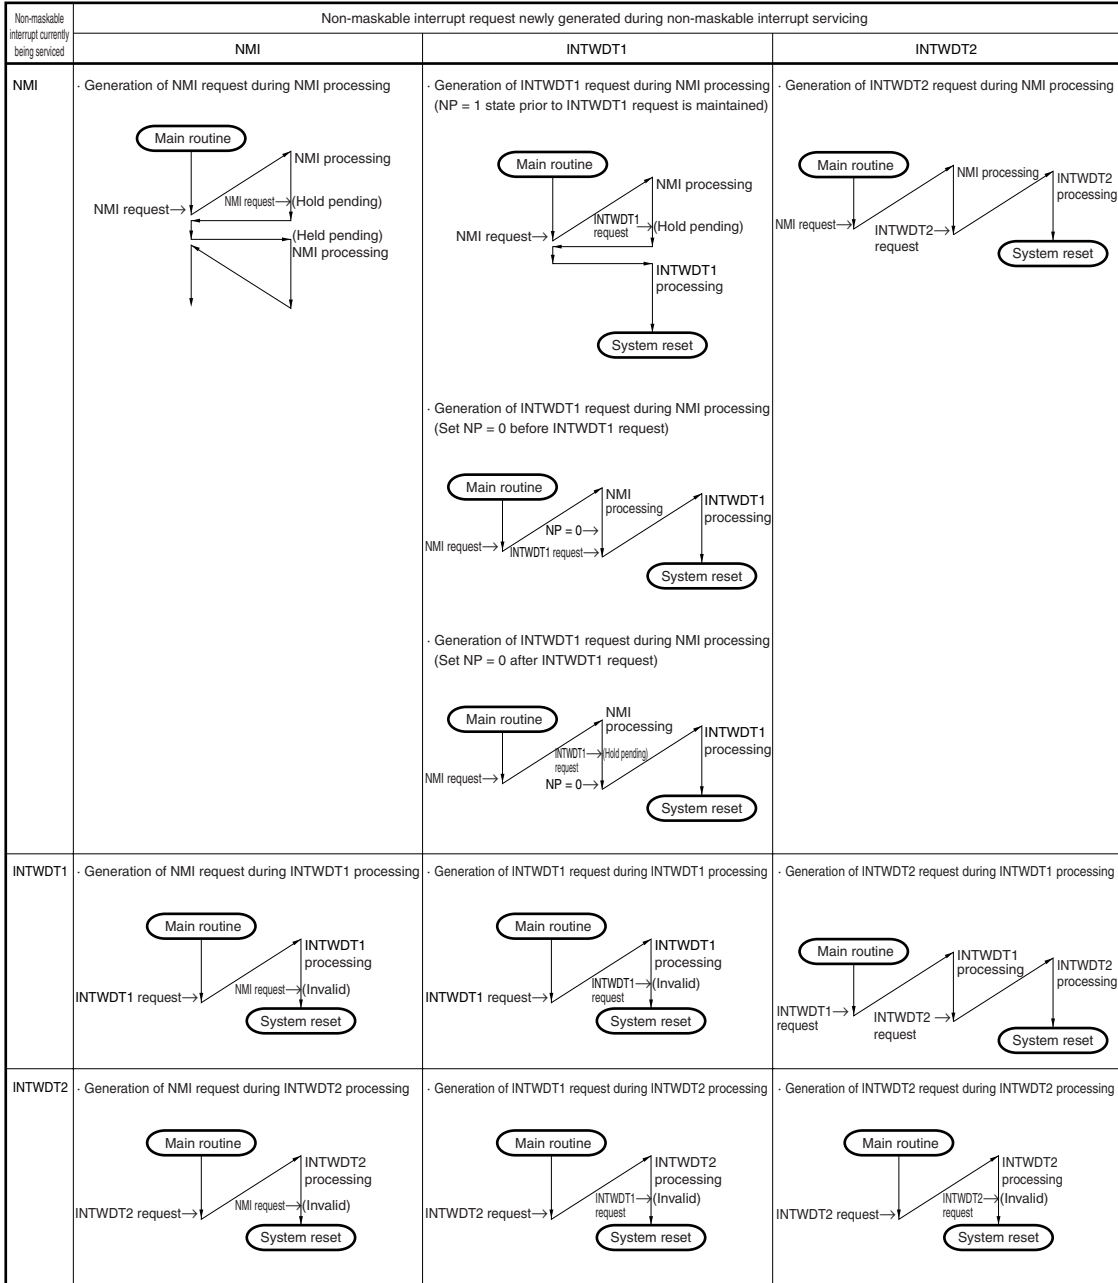 Non-maskable
interrupt currently
being serviced
Non-maskable interrupt request newly generated during non-maskable interrupt servicing
NMI
INTWDT1
INTWDT2
NMI
· Generation of NMI request during NMI processing
Main routine
NMI processing
NMI request→
NMI request→(Hold pending)
(Held pending)
NMI processing
· Generation of INTWDT1 request during NMI processing
(NP = 1 state prior to INTWDT1 request is maintained)
Main routine
NMI processing
NMI request→
INTWDT1
request
→(Hold pending)
INTWDT1
processing
System reset
· Generation of INTWDT1 request during NMI processing
(Set NP = 0 before INTWDT1 request)
Main routine
NMI
processing
INTWDT1
processing
NP = 0→
NMI request→
INTWDT1 request→
System reset
· Generation of INTWDT1 request during NMI processing
(Set NP = 0 after INTWDT1 request)
Main routine
NMI
processing
INTWDT1
processing
INTWDT1
request
→(Hold pending)
NMI request→
NP = 0→
System reset
· Generation of INTWDT2 request during NMI processing
Main routine
NMI processing
INTWDT2
processing
NMI request→
INTWDT2→
request
System reset
INTWDT1
· Generation of NMI request during INTWDT1 processing
Main routine
INTWDT1
processing
INTWDT1 request→
NMI request→(Invalid)
System reset
· Generation of INTWDT1 request during INTWDT1 processing
Main routine
INTWDT1
processing
INTWDT1 request→
INTWDT1→(Invalid)
request
System reset
· Generation of INTWDT2 request during INTWDT1 processing
Main routine
INTWDT1
processing
INTWDT2
processing
INTWDT1→
request
INTWDT2→
request
System reset
INTWDT2
· Generation of NMI request during INTWDT2 processing
Main routine
INTWDT2
processing
INTWDT2 request→
NMI request→(Invalid)
System reset
· Generation of INTWDT1 request during INTWDT2 processing
Main routine
INTWDT2
processing
INTWDT2 request→
INTWDT1→(Invalid)
request
System reset
· Generation of INTWDT2 request during INTWDT2 processing
Main routine
INTWDT2
processing
INTWDT2 request→
INTWDT2→(Invalid)
request
System reset